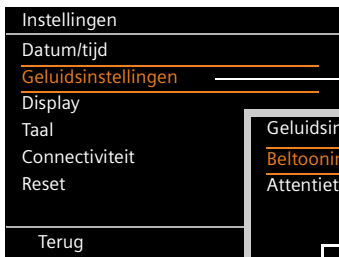 Instellingen
Datum/tijd
Geluidsinstellingen
Display
Taal
Connectiviteit
Reset
Terug